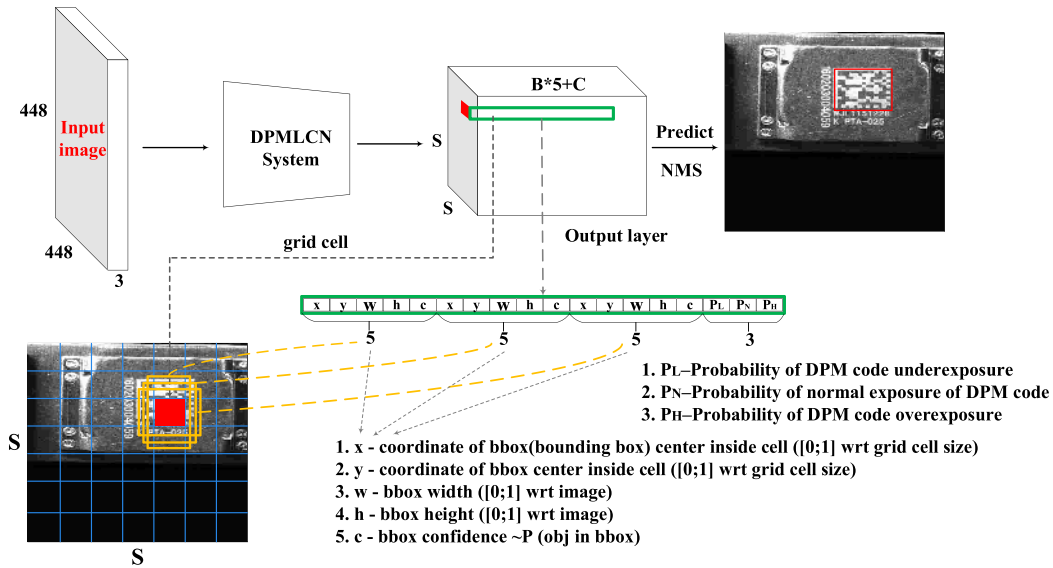 448
Input
image
448
3
DPMLCN
System
B*5+C
S
S
Output layer
Predict
NMS
grid cell
x y w h c x y w h c x y w h c PL PN PH
5 5 5 3
S
S
1. PL–Probability of DPM code underexposure
2. PN–Probability of normal exposure of DPM code
3. PH–Probability of DPM code overexposure
1. x - coordinate of bbox(bounding box) center inside cell ([0;1] wrt grid cell size)
2. y - coordinate of bbox center inside cell ([0;1] wrt grid cell size)
3. w - bbox width ([0;1] wrt image)
4. h - bbox height ([0;1] wrt image)
5. c - bbox confidence ~P (obj in bbox)